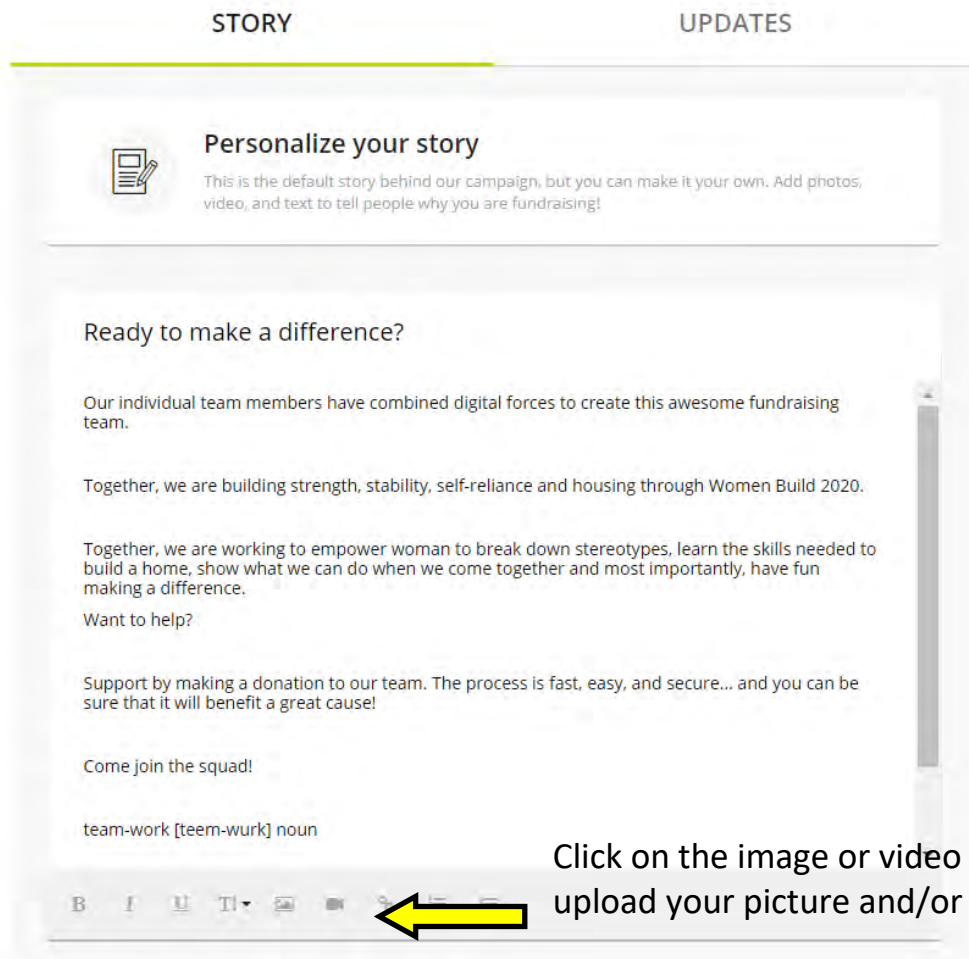 STORY UPDATES
Personalize your story
This is the default story behind our campaign, but you can make it your own. Add photos,
video, and text to tell people why you are fundraising!
Ready to make a difference?
Our individual team members have combined digital forces to create this awesome fundraising
team.
Together, we are building strength, stability, self-reliance and housing through Women Build 2020.
Together, we are working to empower woman to break down stereotypes, learn the skills needed to
build a home, show what we can do when we come together and most importantly, have fun
making a difference.
Want to help?
Support by making a donation to our team. The process is fast, easy, and secure... and you can be
sure that it will benefit a great cause!
Come join the squad!
team-work [teem-wurk] noun
Click on the image or video
upload your picture and/or
B I U TI